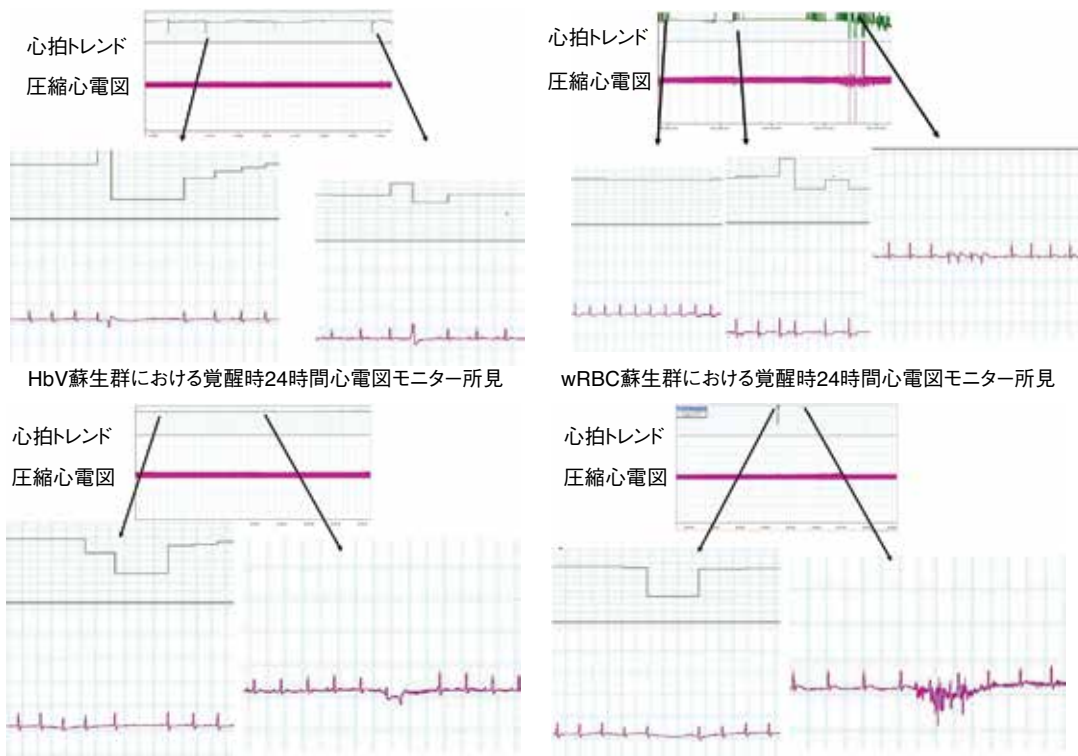 心拍トレンド
圧縮心電図
心拍トレンド
圧縮心電図
HbV蘇生群における覚醒時24時間心電図モニター所見
wRBC蘇生群における覚醒時24時間心電図モニター所見
心拍トレンド
圧縮心電図
心拍トレンド
圧縮心電図